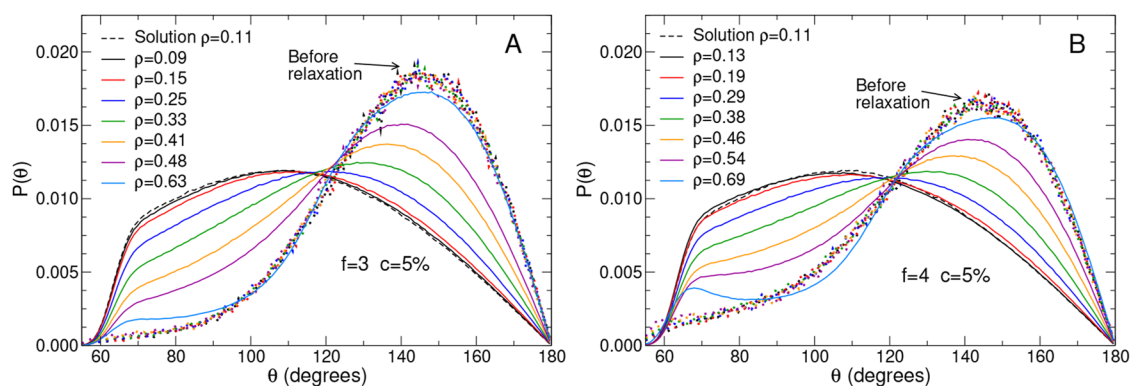 A
Solution ρ=0.11
ρ=0.09
ρ=0.15
ρ=0.25
ρ=0.33
ρ=0.41
ρ=0.48
ρ=0.63
Before
relaxation
f=3 c=5%
P(θ)
0.020
0.015
0.010
0.005
0.000
60 80 100 120 140 160 180
θ (degrees)
B
Solution ρ=0.11
ρ=0.13
ρ=0.19
ρ=0.29
ρ=0.38
ρ=0.46
ρ=0.54
ρ=0.69
Before
relaxation
f=4 c=5%
P(θ)
0.020
0.015
0.010
0.005
0.000
60 80 100 120 140 160 180
θ (degrees)